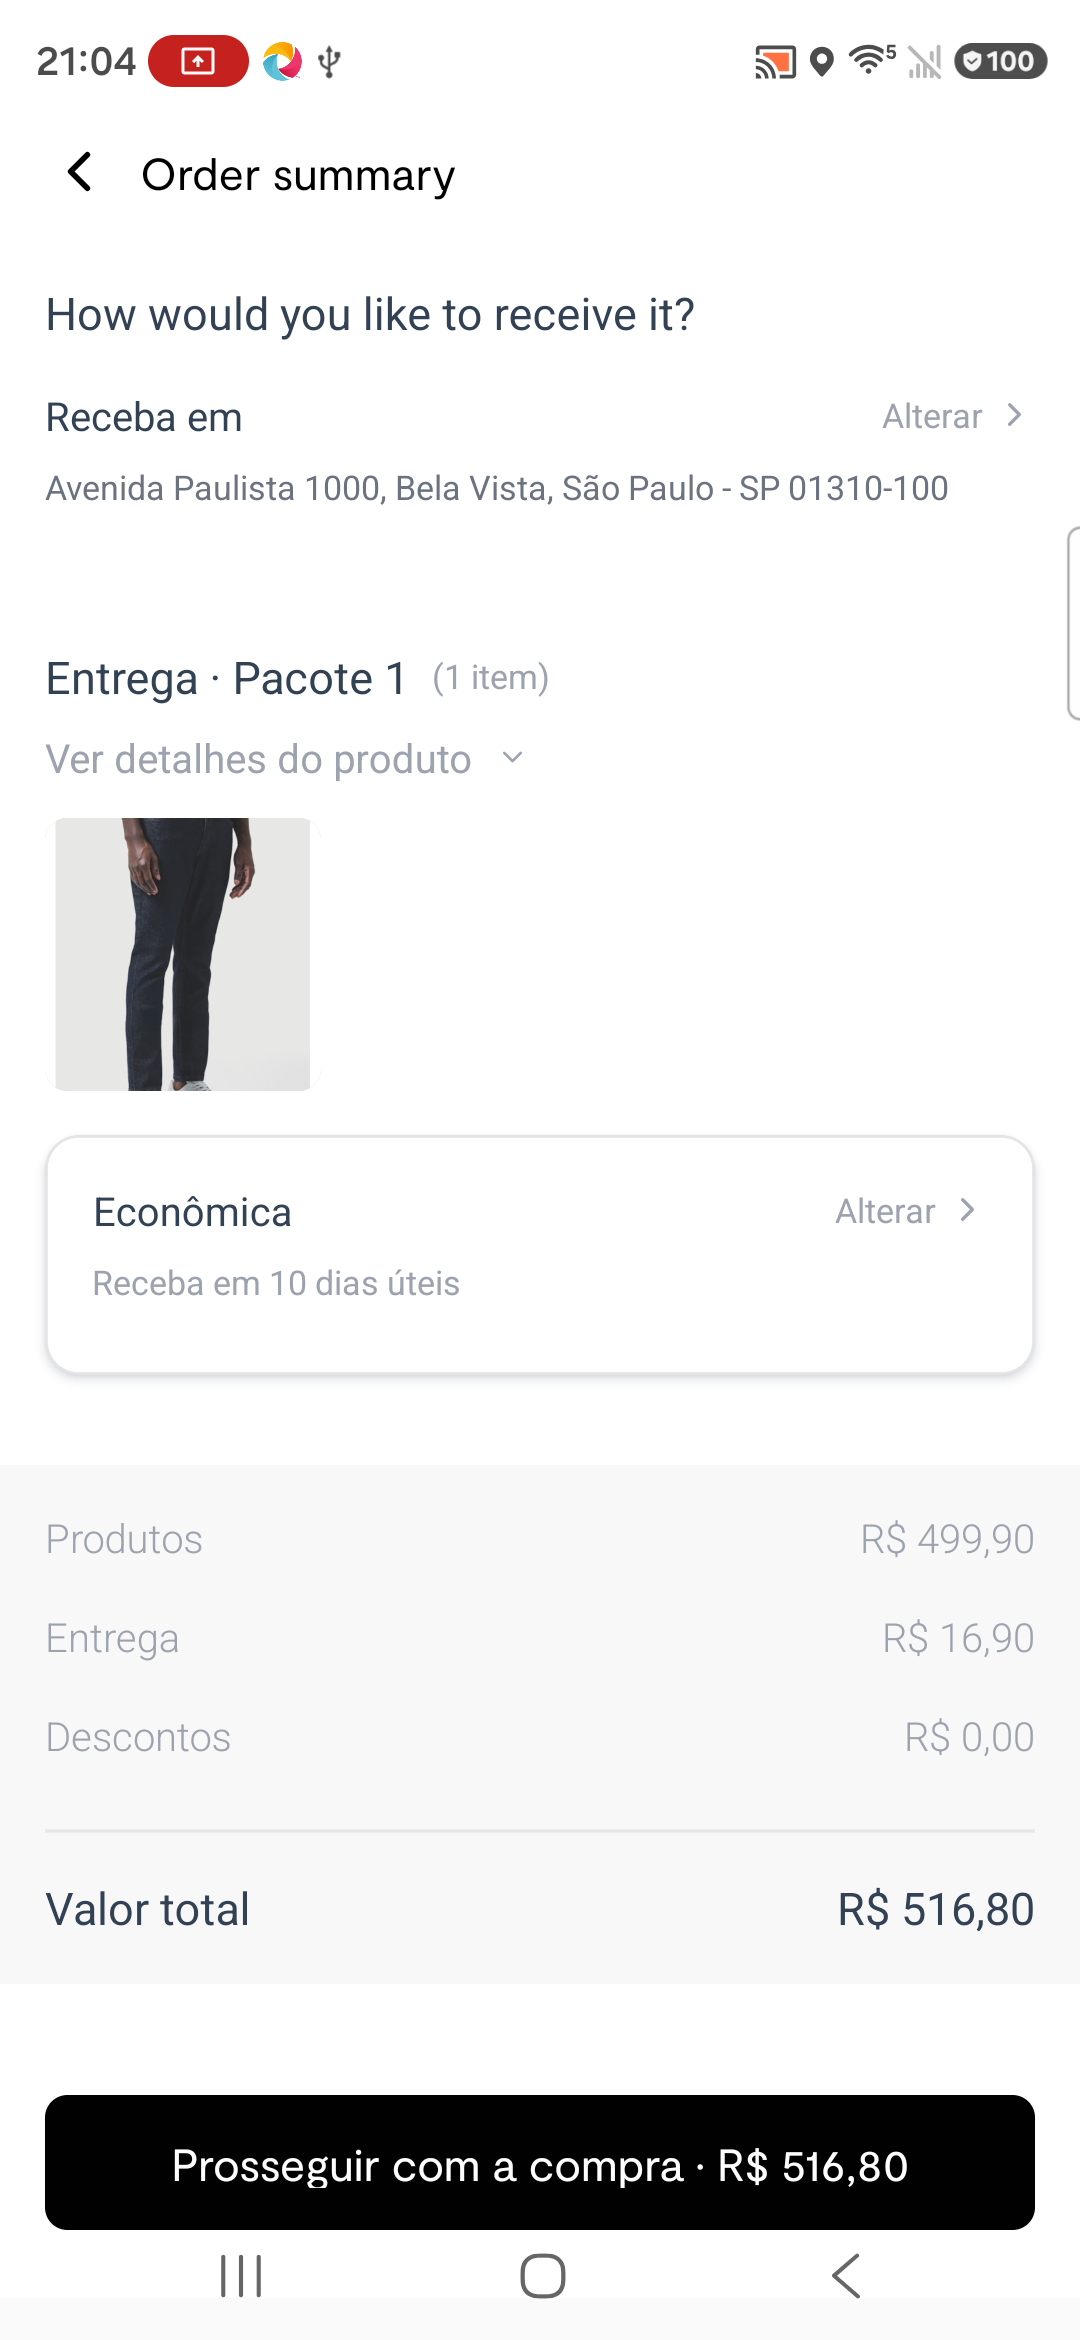 21:04
5
100
Order summary
How would you like to receive it?
Receba em
Alterar
Avenida Paulista 1000, Bela Vista, São Paulo - SP 01310-100
Entrega · Pacote 1 (1 item)
Ver detalhes do produto
Econômica
Alterar
Receba em 10 dias úteis
Produtos R$ 499,90
Entrega R$ 16,90
Descontos R$ 0,00
Valor total R$ 516,80
Prosseguir com a compra · R$ 516,80